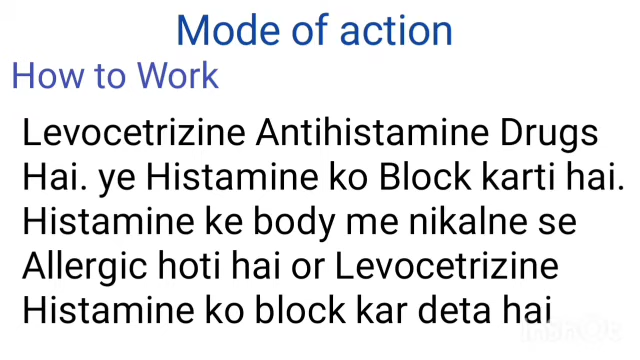 Mode of action
How to Work
Levocetrizine Antihistamine Drugs
Hai. ye Histamine ko Block karti hai.
Histamine ke body me nikalne se
Allergic hoti hai or Levocetrizine
Histamine ko block kar deta hai